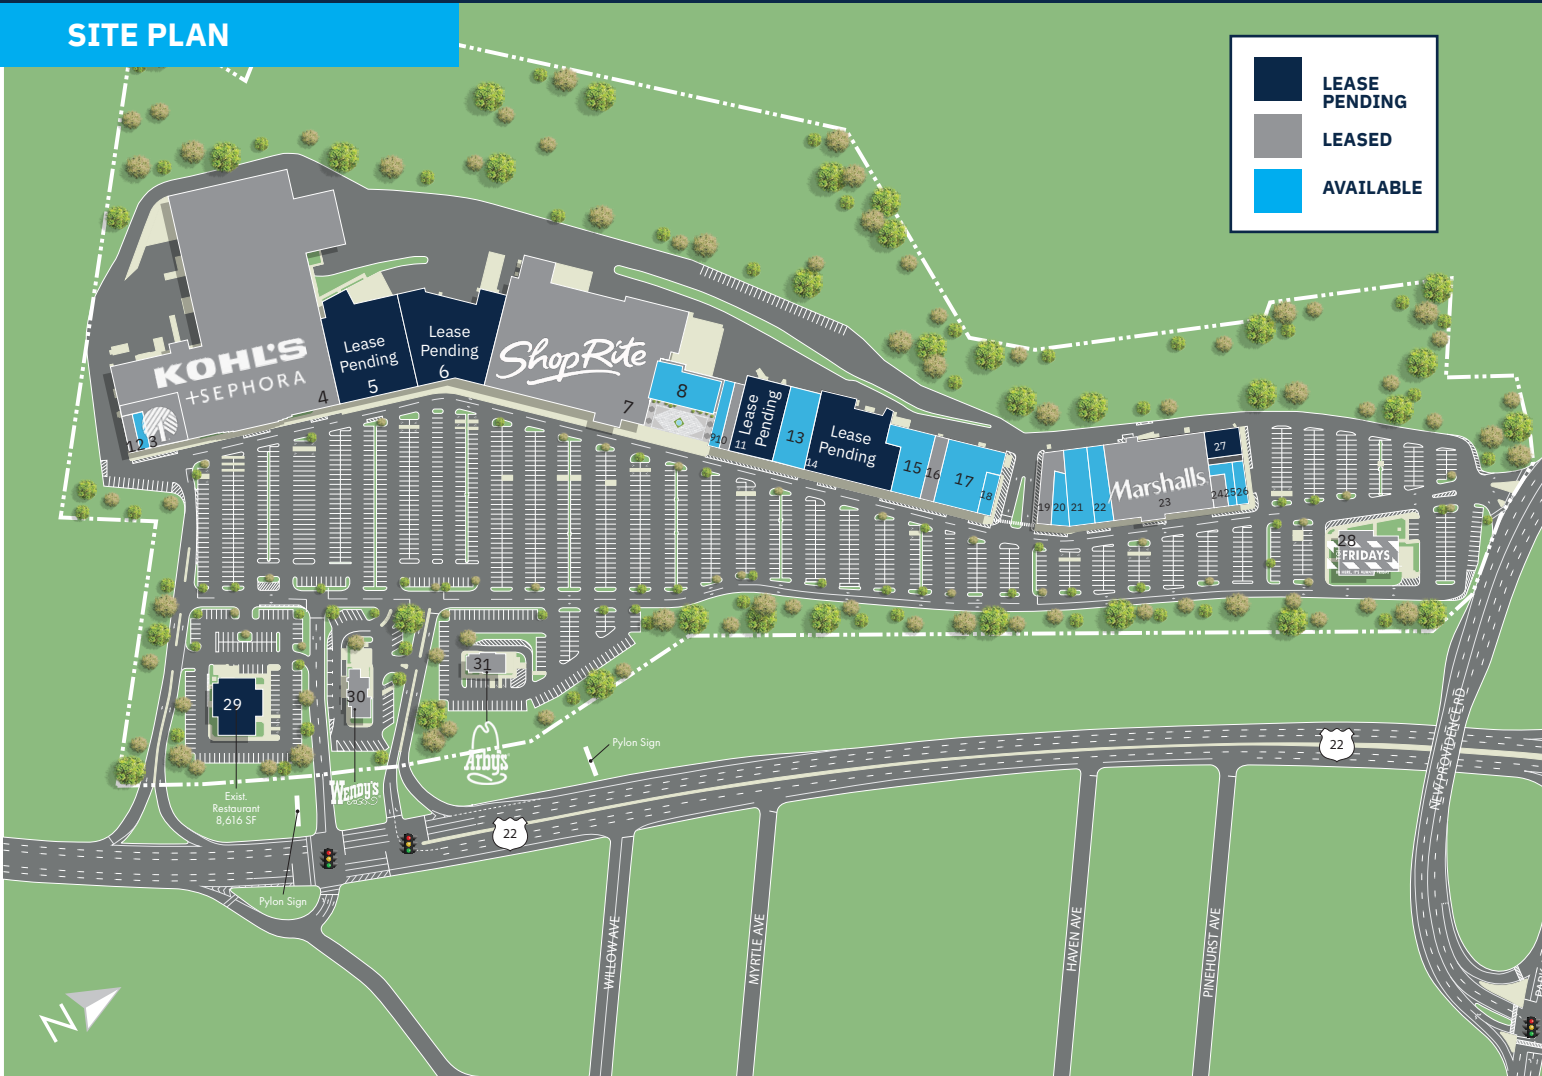 SITE PLAN
LEASE
PENDING
LEASED
AVAILABLE
KOHL'S
+SEPHORA
1 2 3
4
Lease
Pending
5
Lease
Pending
6
ShopRite
7
8
9 10
11
Lease
Pending
13
14
Lease
Pending
15
16
17
18
19
20
21
22
Marshalls
23
24 25 26
27
28
FRIDAYS
29
30
31
Arby's
Wendy's
Exist.
Restaurant
8,616 SF
Pylon Sign
Pylon Sign
22
22
NEW PROVIDENCE RD
WILLOW AVE
MYRTLE AVE
HAVEN AVE
PINEHURST AVE
N